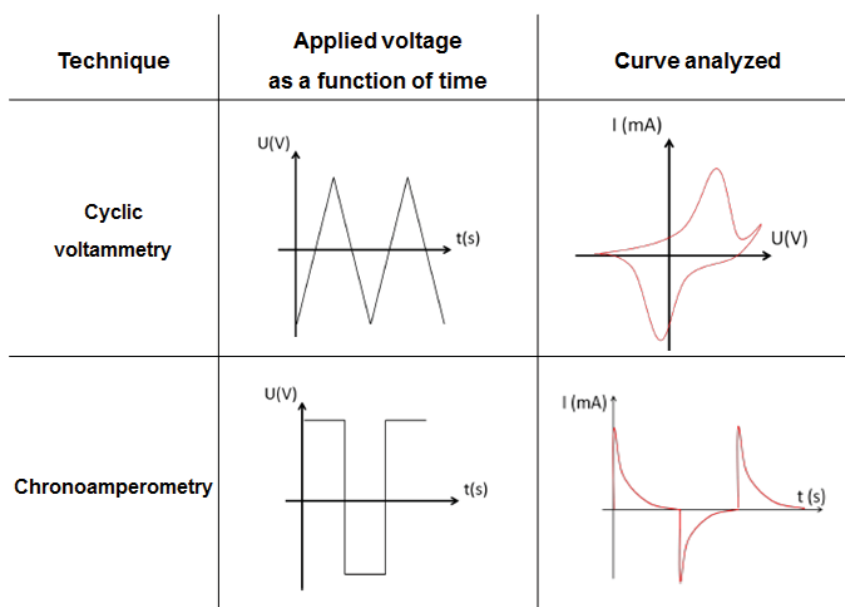 Technique
Applied voltage
as a function of time
Curve analyzed
Cyclic
voltammetry
U(V)
t(s)
I (mA)
U(V)
Chronoamperometry
U(V)
t(s)
I (mA)
t (s)